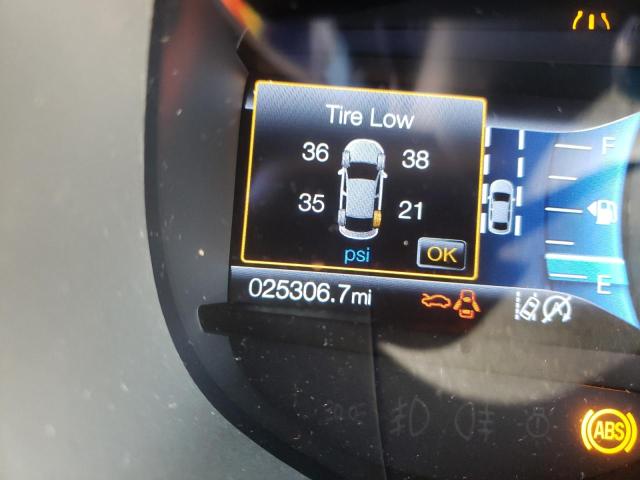 Tire Low
36 38
35 21
psi OK
F
E
025306.7mi
ABS